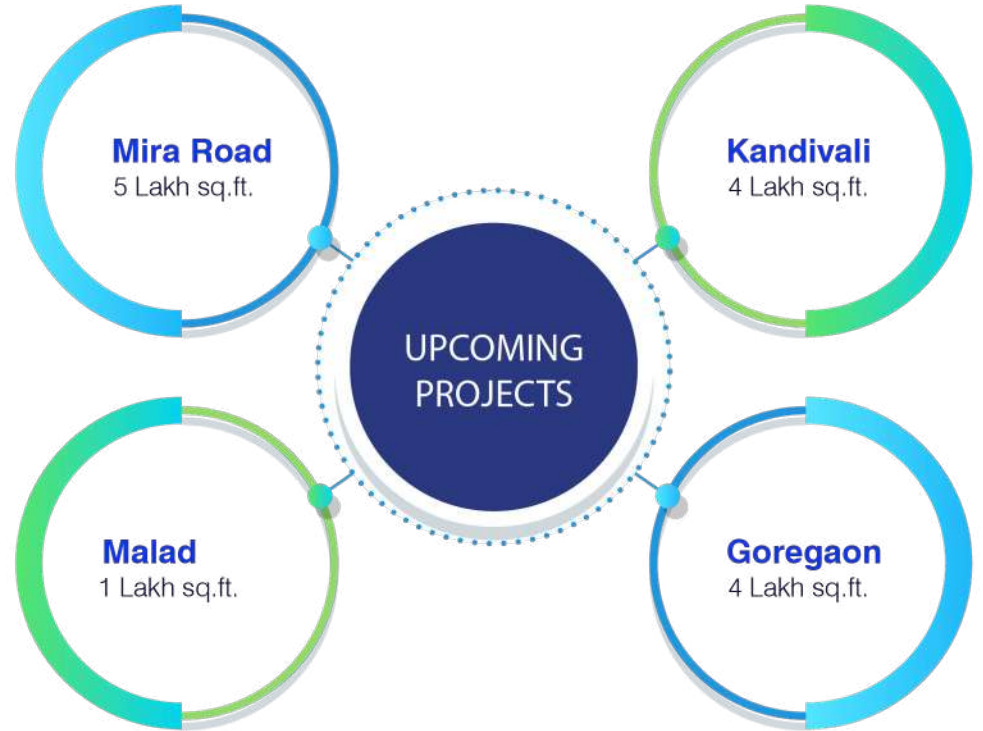 Mira Road
5 Lakh sq.ft.
Kandivali
4 Lakh sq.ft.
UPCOMING
PROJECTS
Malad
1 Lakh sq.ft.
Goregaon
4 Lakh sq.ft.